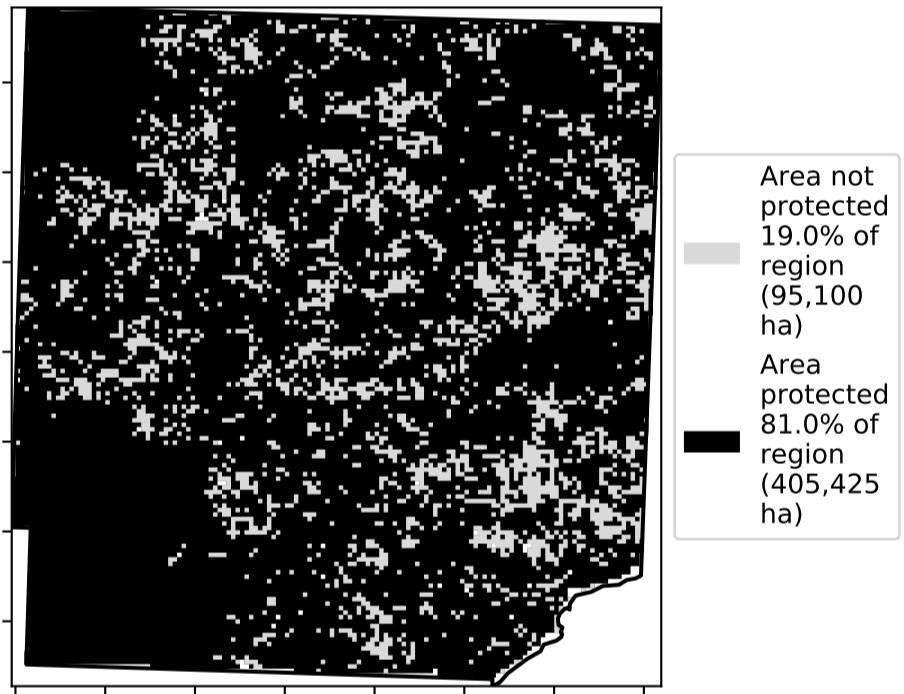 Area not
protected
19.0% of
region
(95,100
ha)
Area
protected
81.0% of
region
(405,425
ha)